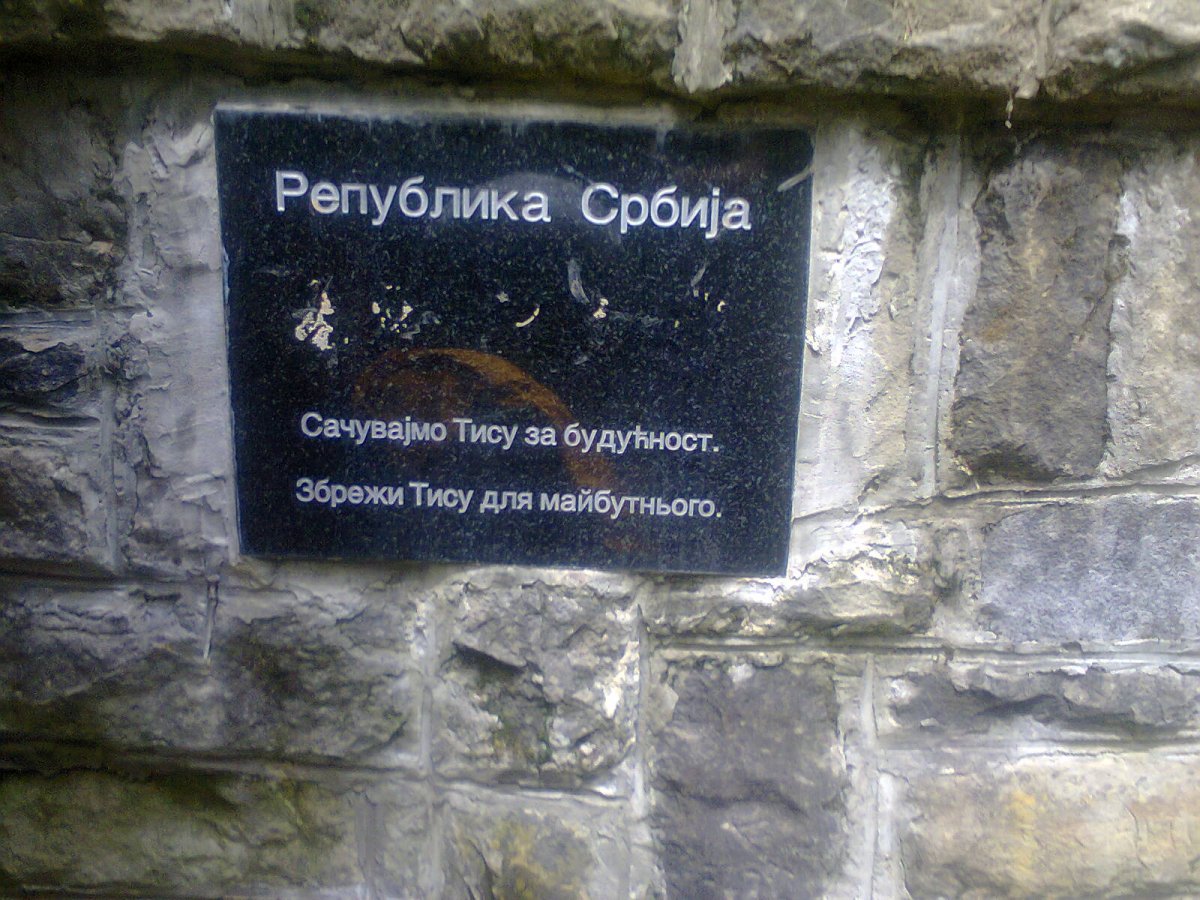 Република Србија
Сачувајмо Тису за будућност.
Збрежи Тису для майбутнього.